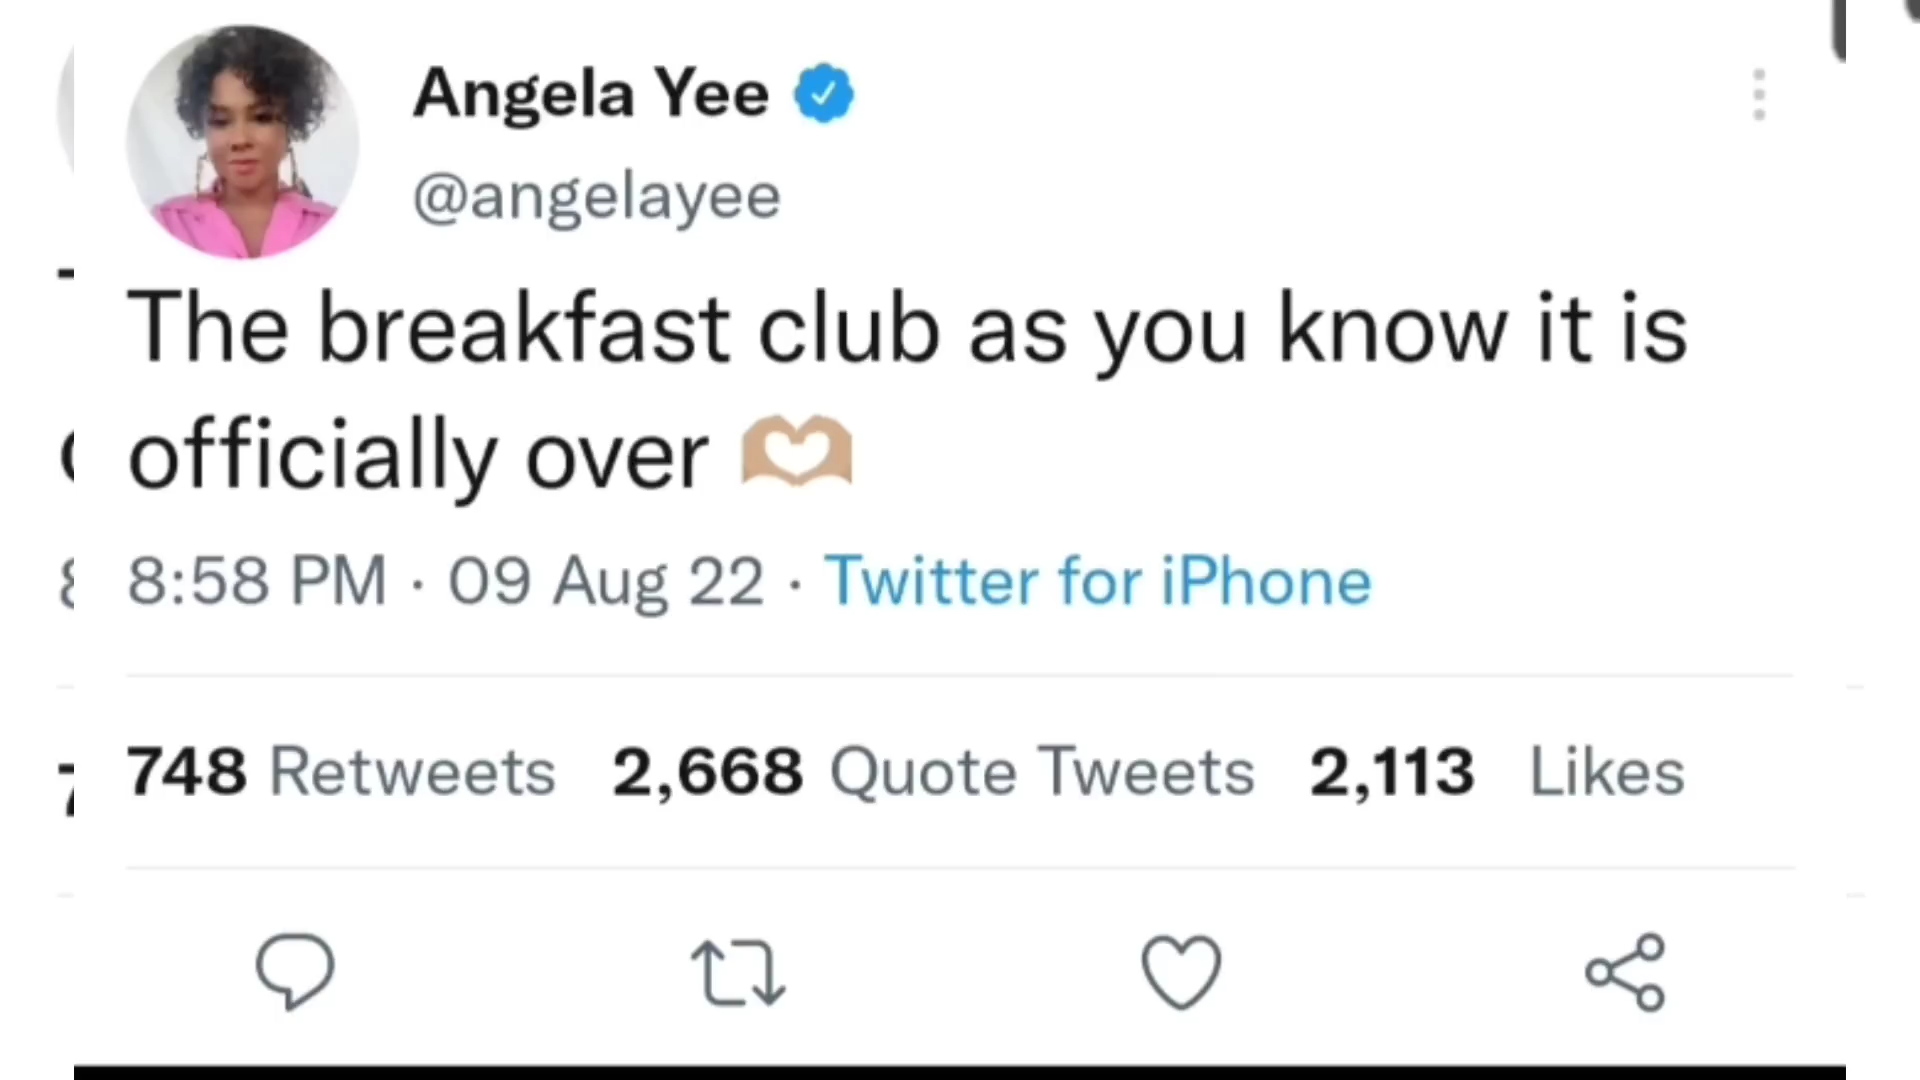 Angela Yee
@angelayee
The breakfast club as you know it is
officially over 🫶🏼
8:58 PM · 09 Aug 22 · Twitter for iPhone
748 Retweets 2,668 Quote Tweets 2,113 Likes